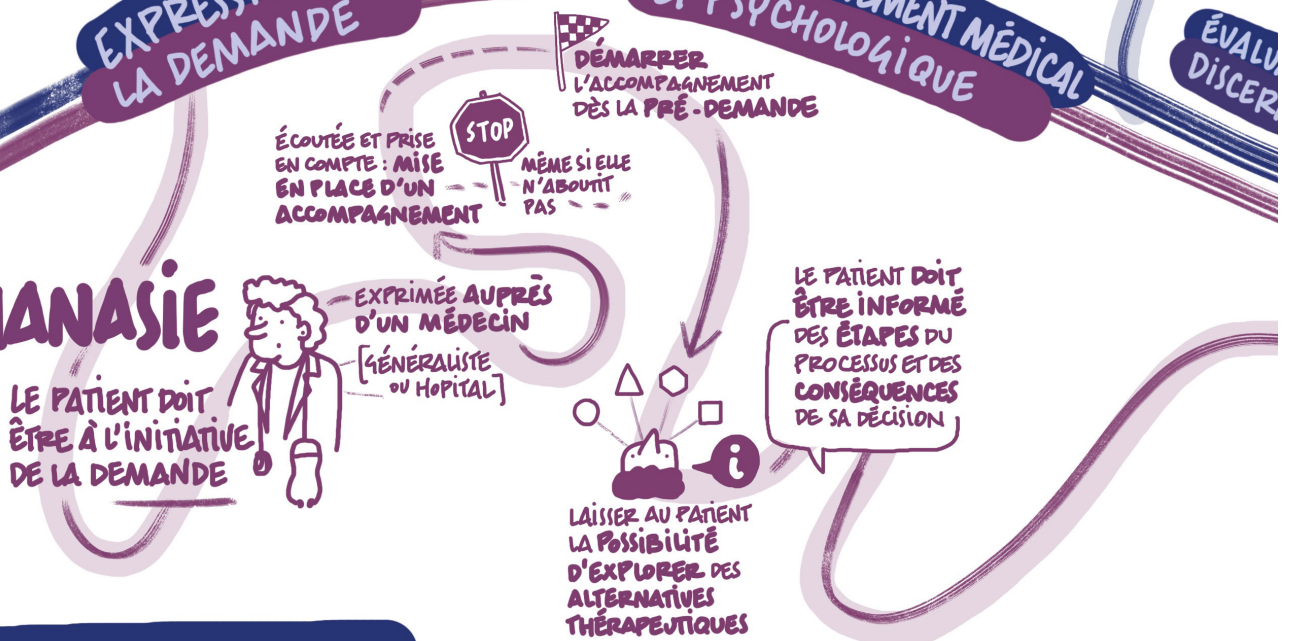 LA DEMANDE
PSYCHOLOGIQUE
MÉDICAL
DÉMARRER
L'ACCOMPAGNEMENT
DÈS LA PRÉ-DEMANDE
STOP
ÉCOUTÉE ET PRISE
EN COMPTE : MISE
EN PLACE D'UN
ACCOMPAGNEMENT
MÊME SI ELLE
N'ABOUTIT
PAS
ANASIE
EXPRIMÉE AUPRÈS
D'UN MÉDECIN
[GÉNÉRALISTE
OU HOPITAL]
LE PATIENT DOIT
ÊTRE À L'INITIATIVE
DE LA DEMANDE
LE PATIENT DOIT
ÊTRE INFORMÉ
DES ÉTAPES DU
PROCESSUS ET DES
CONSÉQUENCES
DE SA DÉCISION
i
LAISSER AU PATIENT
LA POSSIBILITÉ
D'EXPLORER DES
ALTERNATIVES
THÉRAPEUTIQUES